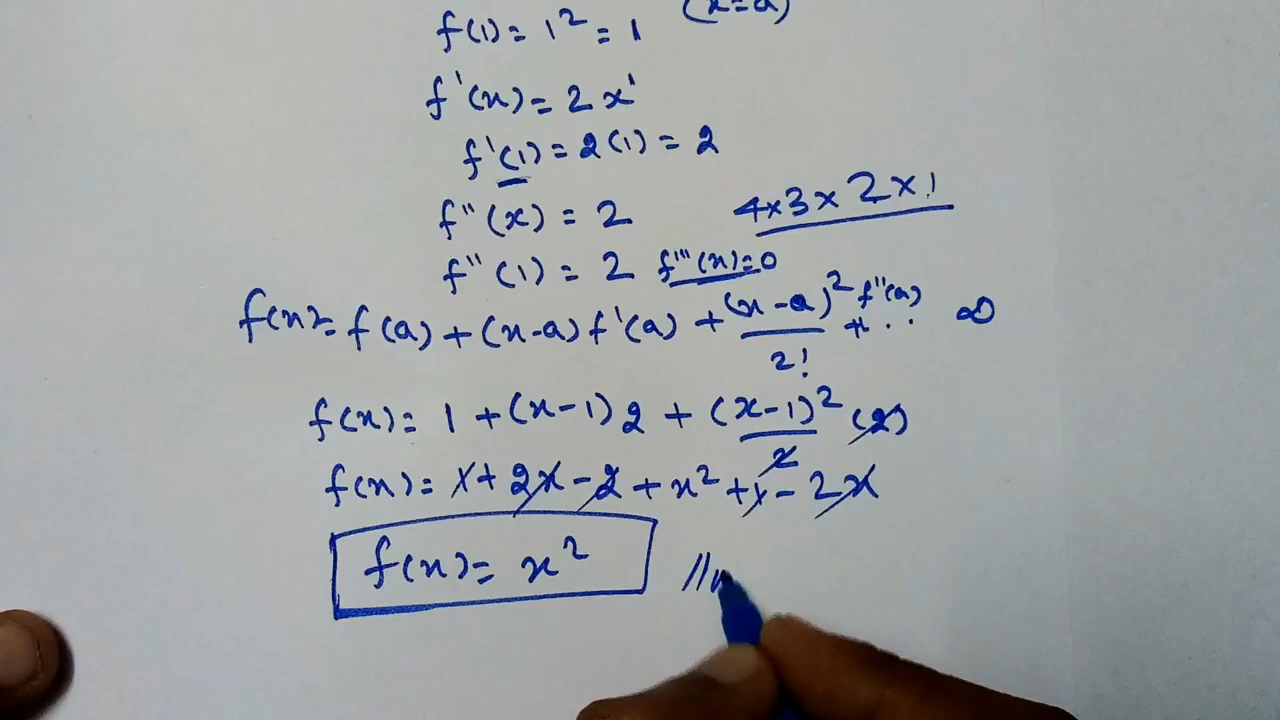 f(1) = 1² = 1 (x=a)
f'(x) = 2x¹
f'(1) = 2(1) = 2
f''(x) = 2 4×3×2×1
f''(1) = 2 f'''(x)=0
f(x) = f(a) + (x-a) f'(a) + (x-a)² f''(a) / 2! + ... ∞
f(x) = 1 + (x-1)2 + (x-1)² (2) / 2
f(x) = 1 + 2x - 2 + x² + 1 - 2x
f(x) = x² //